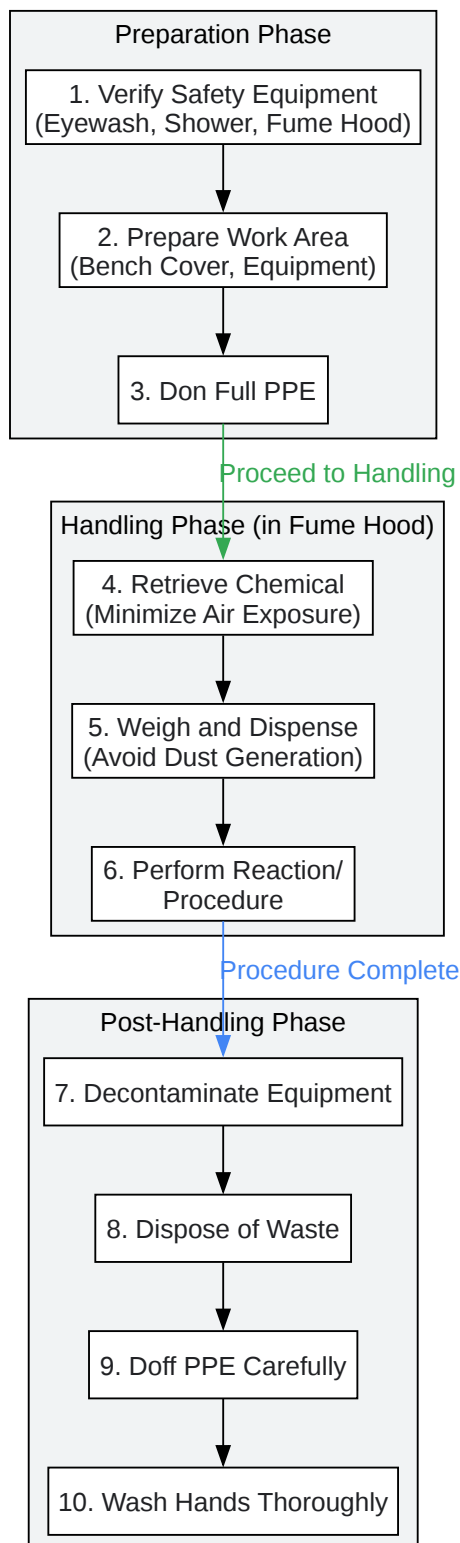 Preparation Phase
1. Verify Safety Equipment
(Eyewash, Shower, Fume Hood)
2. Prepare Work Area
(Bench Cover, Equipment)
3. Don Full PPE
Proceed to Handling
Handling Phase (in Fume Hood)
4. Retrieve Chemical
(Minimize Air Exposure)
5. Weigh and Dispense
(Avoid Dust Generation)
6. Perform Reaction/
Procedure
Procedure Complete
Post-Handling Phase
7. Decontaminate Equipment
8. Dispose of Waste
9. Doff PPE Carefully
10. Wash Hands Thoroughly